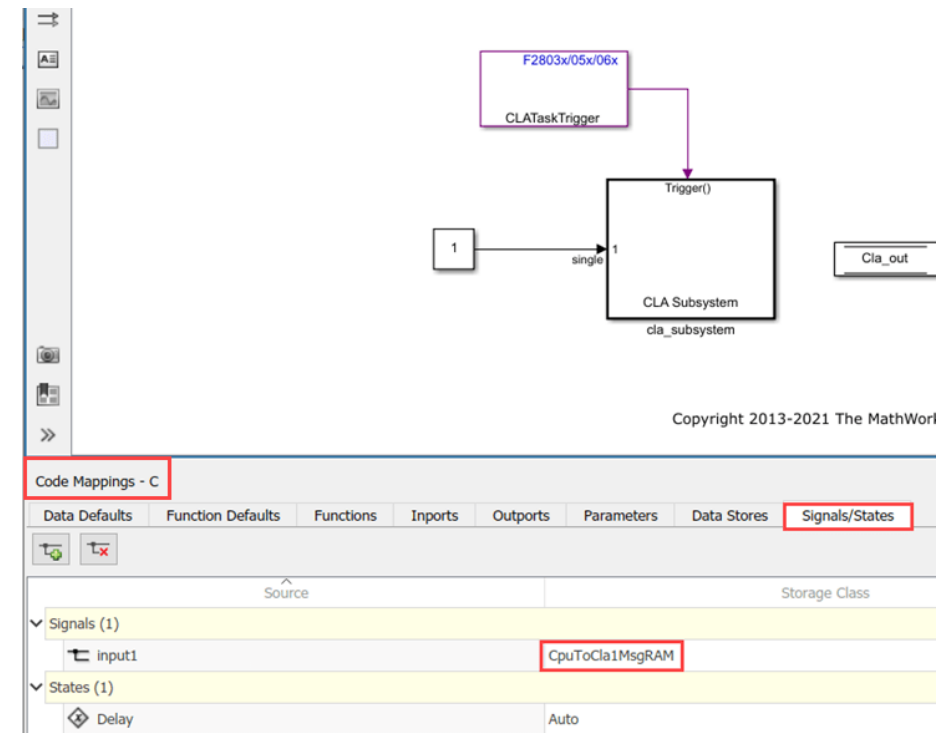 F2803x/05x/06x
CLATaskTrigger
Trigger()
1
single
1
CLA Subsystem
cla_subsystem
Cla_out
Copyright 2013-2021 The MathWork
Code Mappings - C
Data Defaults Function Defaults Functions Inports Outports Parameters Data Stores Signals/States
Source Storage Class
Signals (1)
input1 CpuToCla1MsgRAM
States (1)
Delay Auto